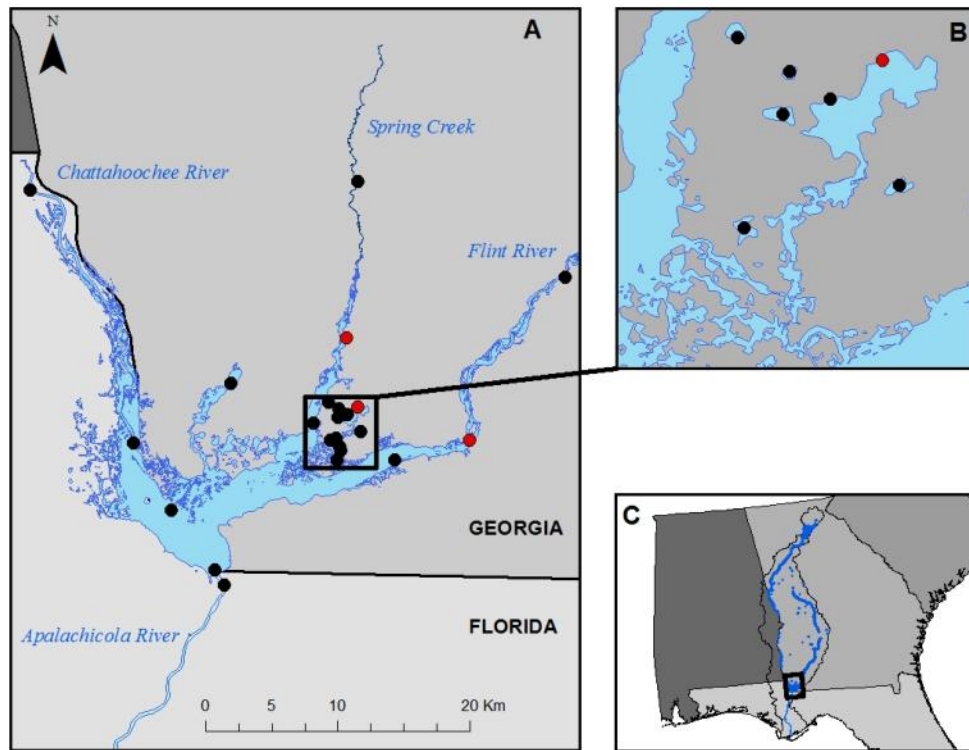 N
A
Spring Creek
Chattahoochee River
Flint River
GEORGIA
FLORIDA
Apalachicola River
0 5 10 20 Km
B
C